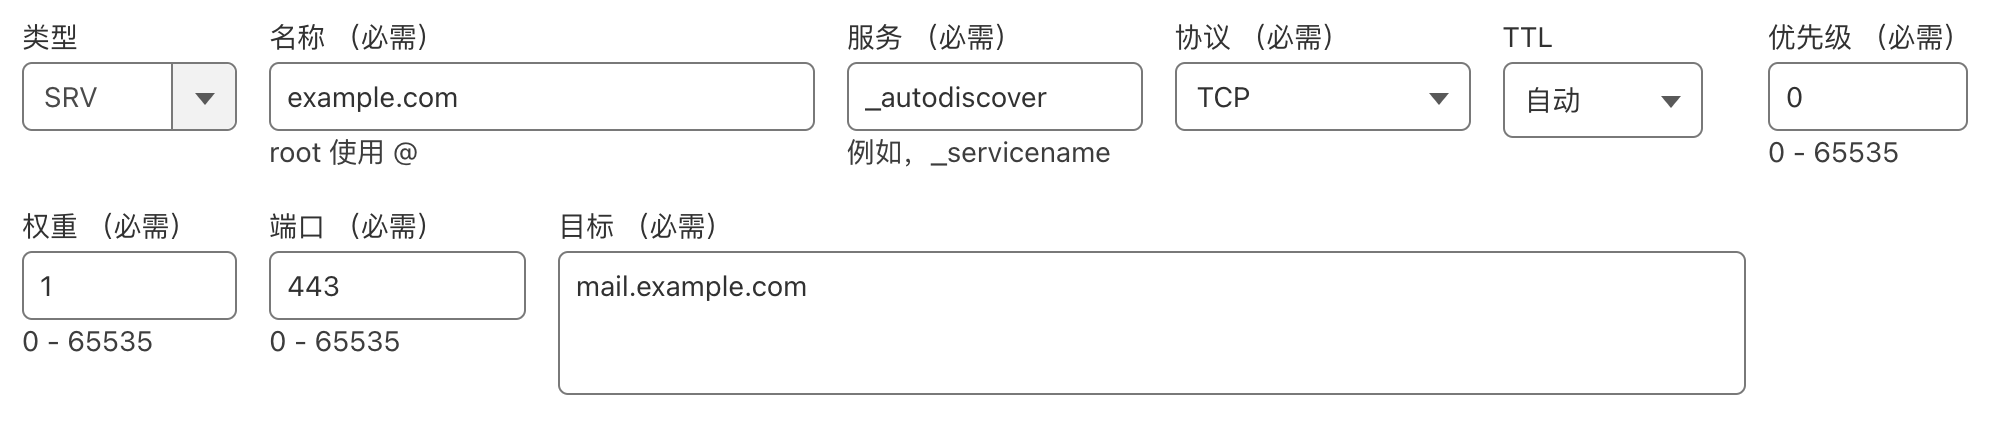 类型 名称 （必需） 服务 （必需） 协议 （必需） TTL 优先级 （必需）
SRV example.com _autodiscover TCP 自动 0
root 使用 @ 例如，_servicename 0 - 65535
权重 （必需） 端口 （必需） 目标 （必需）
1 443 mail.example.com
0 - 65535 0 - 65535